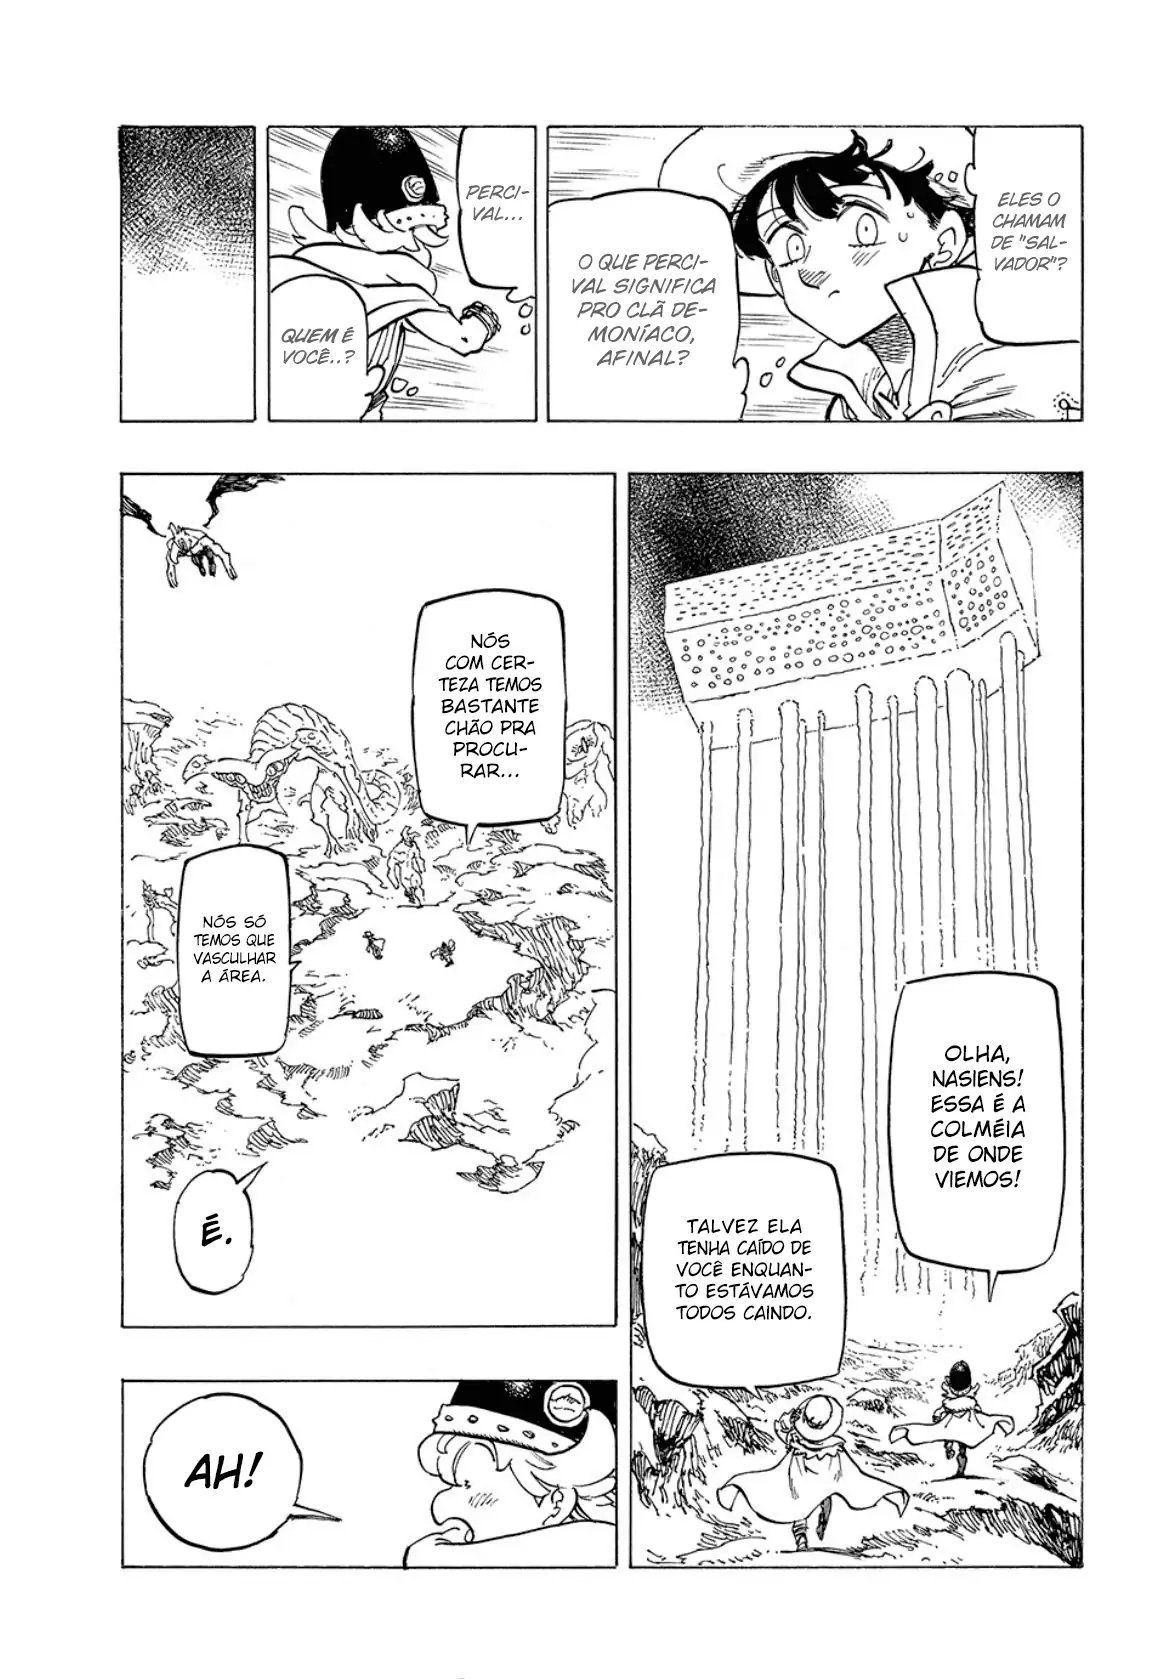 ELES O
CHAMAM
DE "SAL-
VADOR"?
O QUE PERCI-
VAL SIGNIFICA
PRO CLÃ DE-
MONÍACO,
AFINAL?
PERCI-
VAL...
QUEM É
VOCÊ..?
OLHA,
NASIENS!
ESSA É A
COLMÉIA
DE ONDE
VIEMOS!
TALVEZ ELA
TENHA CAÍDO DE
VOCÊ ENQUAN-
TO ESTÁVAMOS
TODOS CAINDO.
NÓS
COM CER-
TEZA TEMOS
BASTANTE
CHÃO PRA
PROCU-
RAR...
NÓS SÓ
TEMOS QUE
VASCULHAR
A ÁREA.
É.
AH!